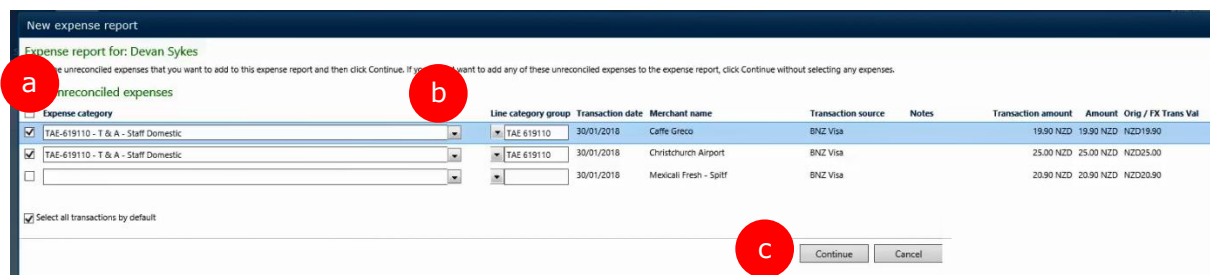 New expense report
Expense report for: Devan Sykes
e unreconciled expenses that you want to add to this expense report and then click Continue. If you want to add any of these unreconciled expenses to the expense report, click Continue without selecting any expenses.
a
b
nreconciled expenses
Expense category Line category group Transaction date Merchant name Transaction source Notes Transaction amount Amount Orig / FX Trans Val
TAE-619110 - T & A - Staff Domestic TAE 619110 30/01/2018 Caffe Greco BNZ Visa 19.90 NZD 19.90 NZD NZD19.90
TAE-619110 - T & A - Staff Domestic TAE 619110 30/01/2018 Christchurch Airport BNZ Visa 25.00 NZD 25.00 NZD NZD25.00
30/01/2018 Mexicali Fresh - Spitf BNZ Visa 20.90 NZD 20.90 NZD NZD20.90
Select all transactions by default
c
Continue Cancel